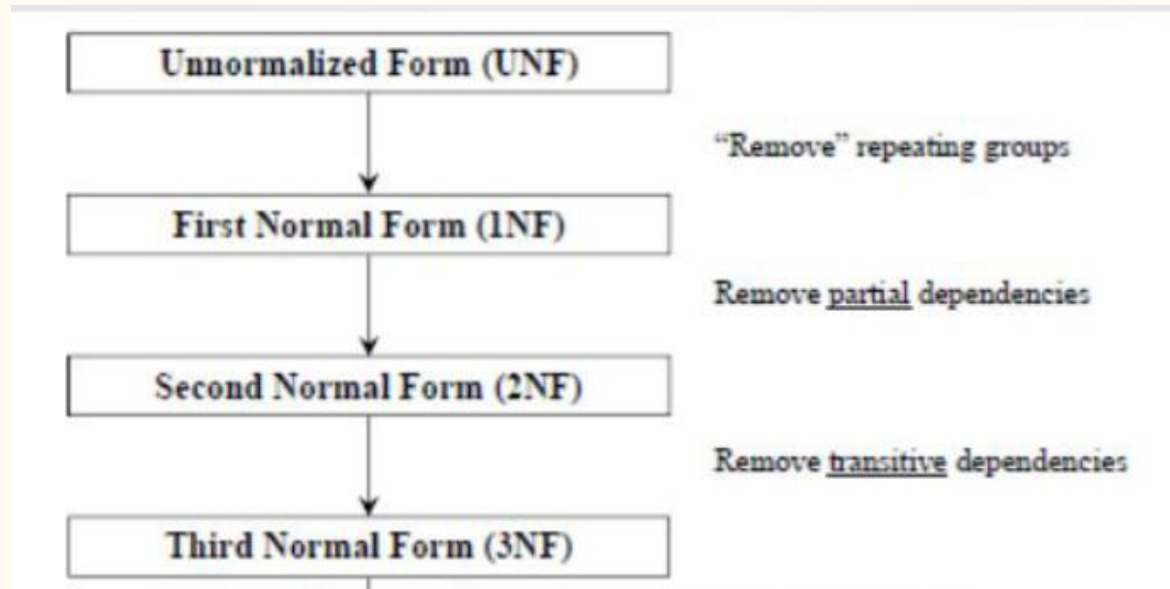 Unnormalized Form (UNF)
“Remove” repeating groups
First Normal Form (1NF)
Remove partial dependencies
Second Normal Form (2NF)
Remove transitive dependencies
Third Normal Form (3NF)